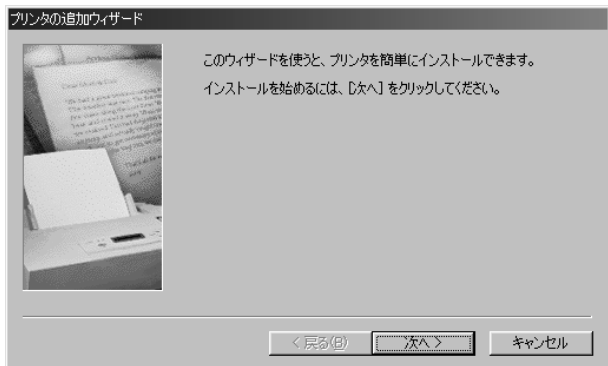 プリンタの追加ウィザード
このウィザードを使うと、プリンタを簡単にインストールできます。
インストールを始めるには、[次へ] をクリックしてください。
< 戻る(B)
次へ >
キャンセル